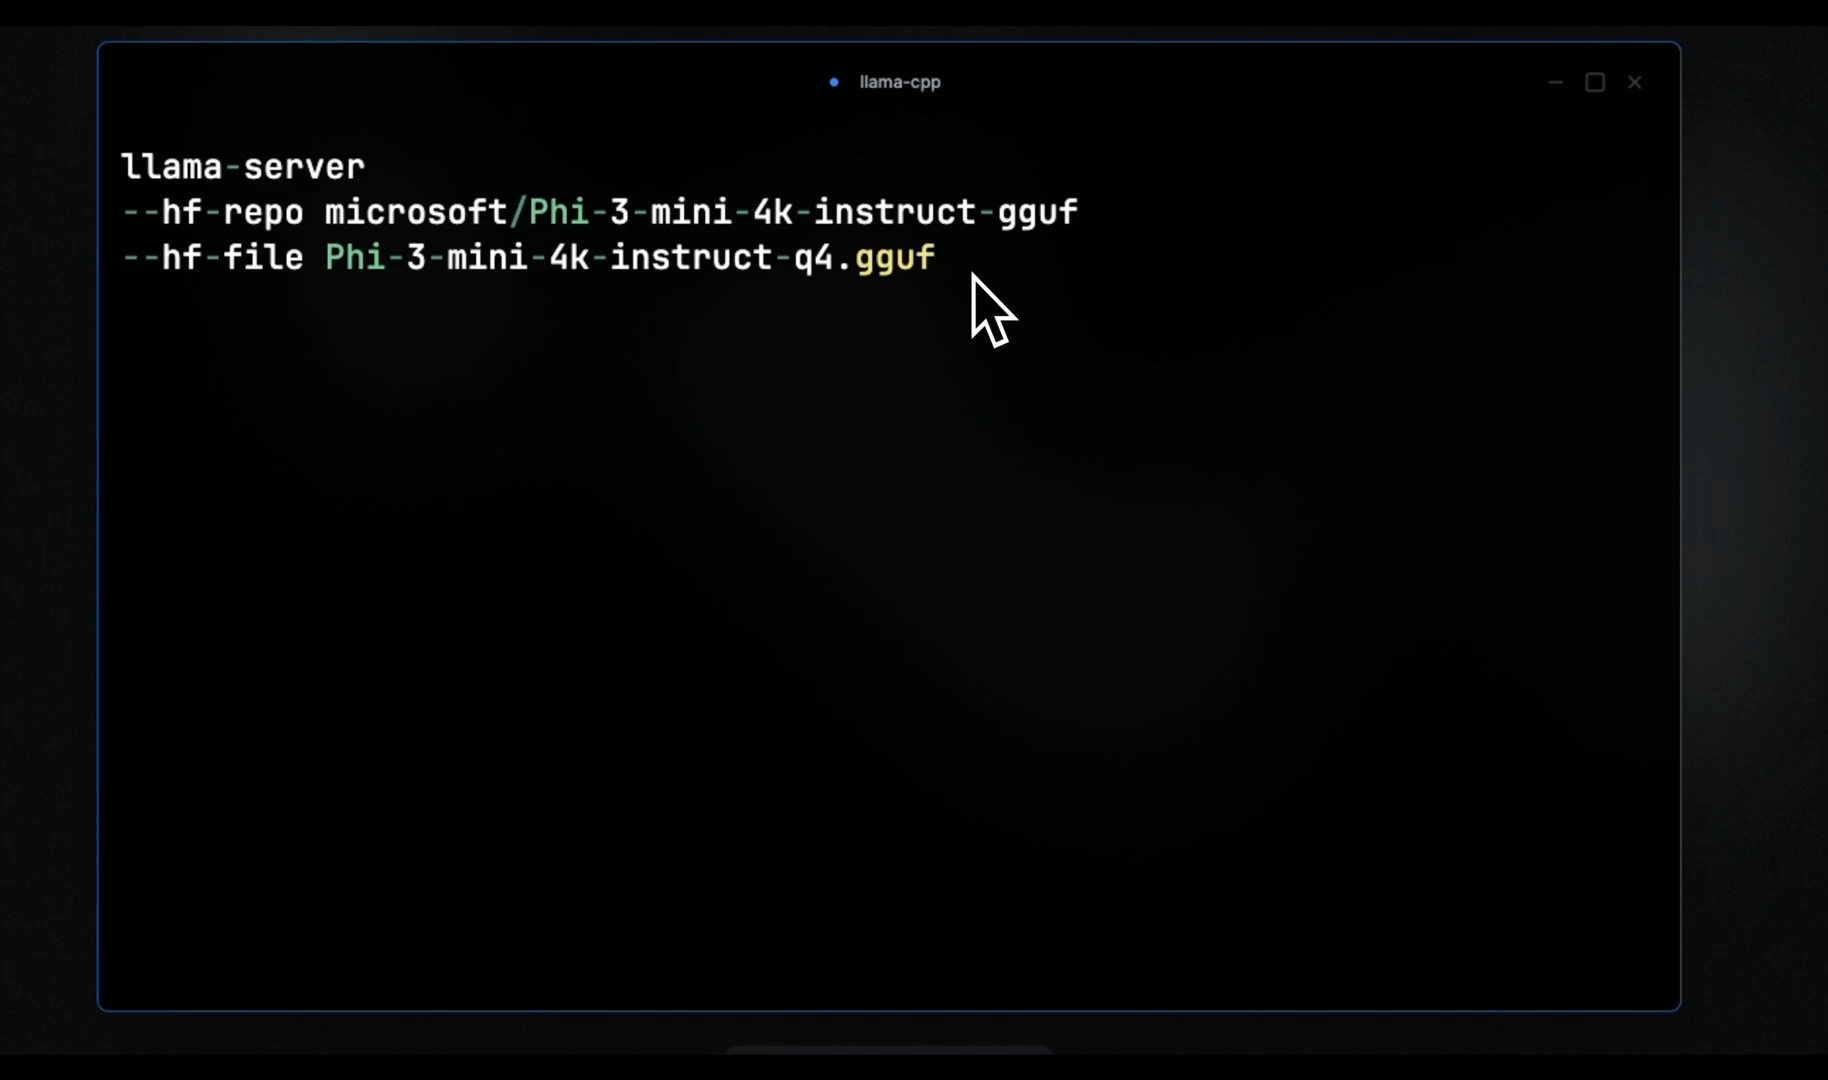 llama-cpp
llama-server
--hf-repo microsoft/Phi-3-mini-4k-instruct-gguf
--hf-file Phi-3-mini-4k-instruct-q4.gguf